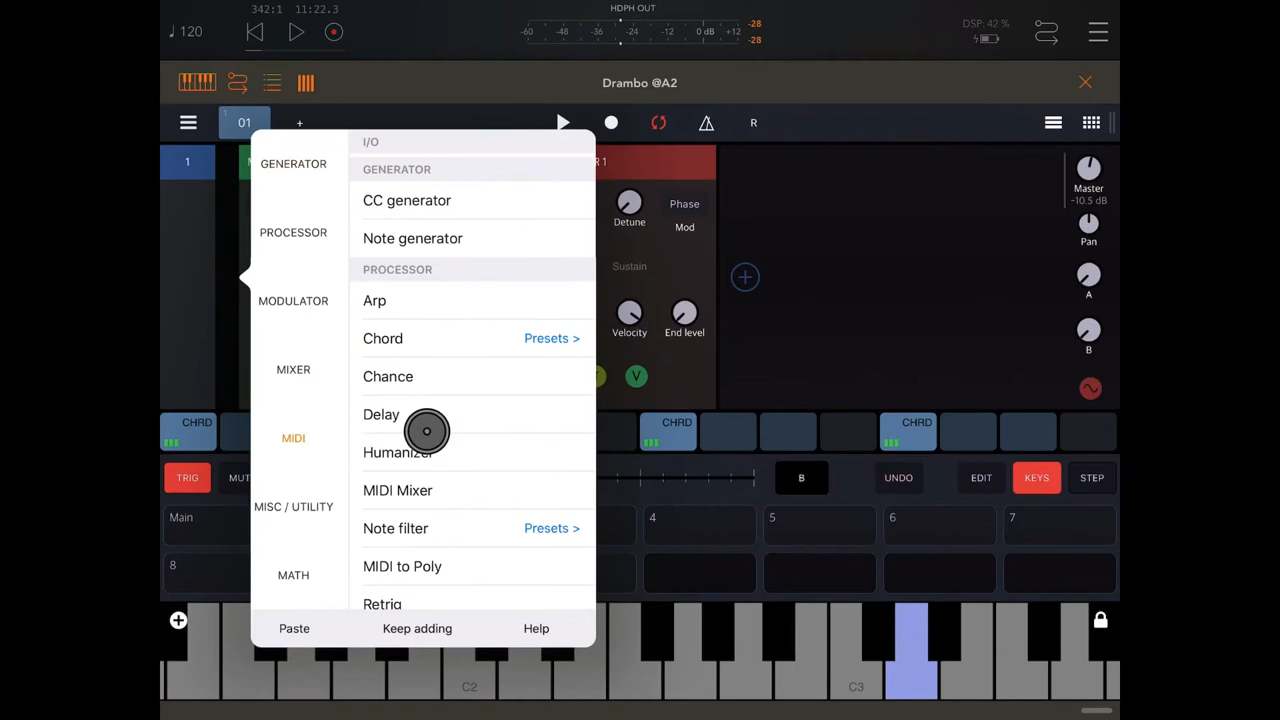 342:1 11:22.3
HDPH OUT
120
-60 -48 -36 -24 -12 0 dB +12
-28
-28
DSP: 42 %
Drambo @A2
1
01
+
R
1
M
R 1
GENERATOR
PROCESSOR
MODULATOR
MIXER
MIDI
MISC / UTILITY
MATH
I/O
GENERATOR
CC generator
Note generator
PROCESSOR
Arp
Chord Presets >
Chance
Delay
Humanizer
MIDI Mixer
Note filter Presets >
MIDI to Poly
Retrig
Paste Keep adding Help
Detune
Phase
Mod
Sustain
Velocity
End level
V
Master
-10.5 dB
Pan
A
B
CHRD
CHRD
CHRD
TRIG
MUT
B
UNDO
EDIT
KEYS
STEP
Main
4
5
6
7
8
C2
C3